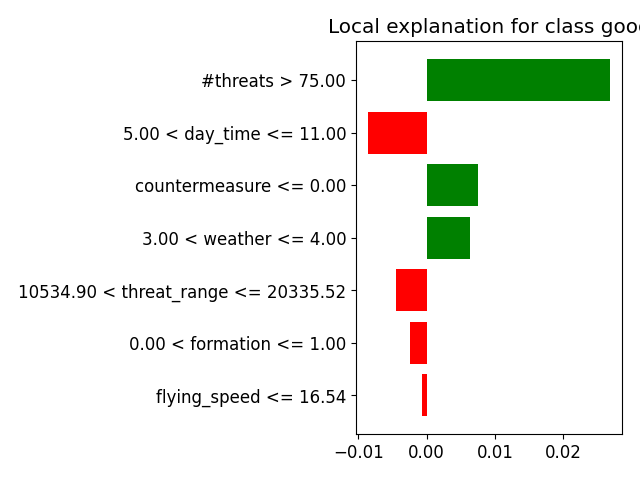 Local explanation for class goo
#threats > 75.00
5.00 < day_time <= 11.00
countermeasure <= 0.00
3.00 < weather <= 4.00
10534.90 < threat_range <= 20335.52
0.00 < formation <= 1.00
flying_speed <= 16.54
−0.01 0.00 0.01 0.02